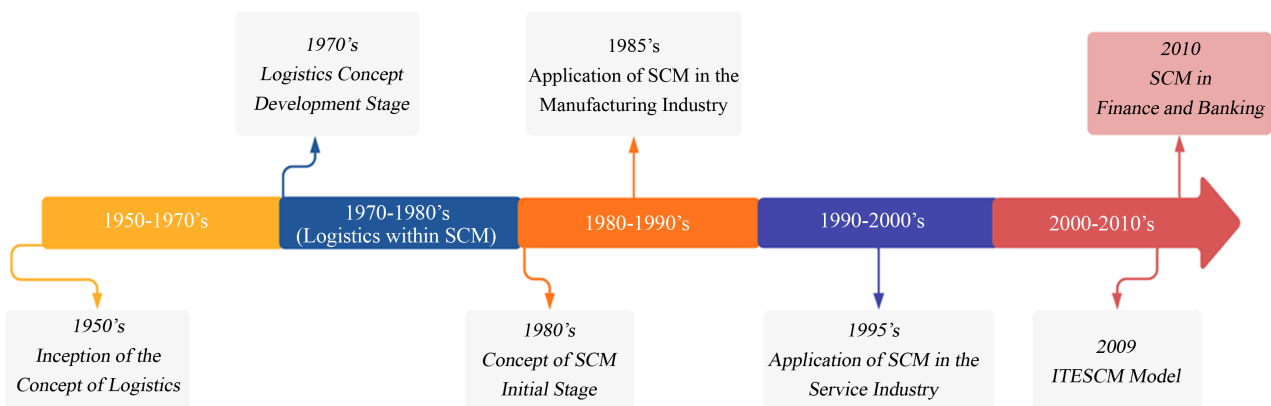 1970’s
Logistics Concept
Development Stage
1985’s
Application of SCM in the
Manufacturing Industry
2010
SCM in
Finance and Banking
1950-1970’s
1970-1980’s
(Logistics within SCM)
1980-1990’s
1990-2000’s
2000-2010’s
1950’s
Inception of the
Concept of Logistics
1980’s
Concept of SCM
Initial Stage
1995’s
Application of SCM in the
Service Industry
2009
ITESCM Model